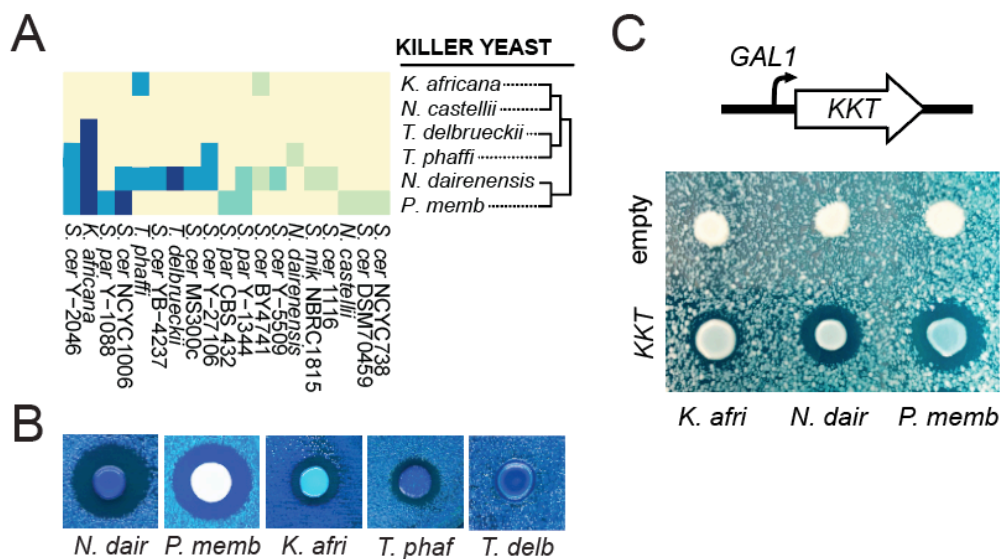 A
KILLER YEAST
K. africana
N. castellii
T. delbrueckii
T. phaffi
N. dairenensis
P. memb
S. cer Y-2046
K. africana
S. par Y-1088
S. cer NCYC1006
T. phaffi
S. cer YB-4237
T. delbrueckii
S. cer MS300c
S. cer Y-27106
S. par CBS 432
S. par Y-1344
S. cer BY4741
S. cer Y-5509
N. dairenensis
S. mik NBRC1815
S. cer 1116
N. castellii
S. cer DSM70459
S. cer NCYC738
B
N. dair
P. memb
K. afri
T. phaf
T. delb
C
GAL1
KKT
empty
KKT
K. afri
N. dair
P. memb